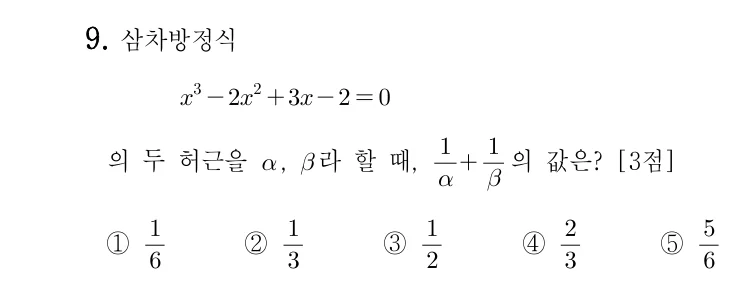 9. 삼차방정식
x³ − 2x² + 3x − 2 = 0
의 두 허근을 α, β라 할 때, 1/α + 1/β 의 값은? [3점]
① 1/6 ② 1/3 ③ 1/2 ④ 2/3 ⑤ 5/6